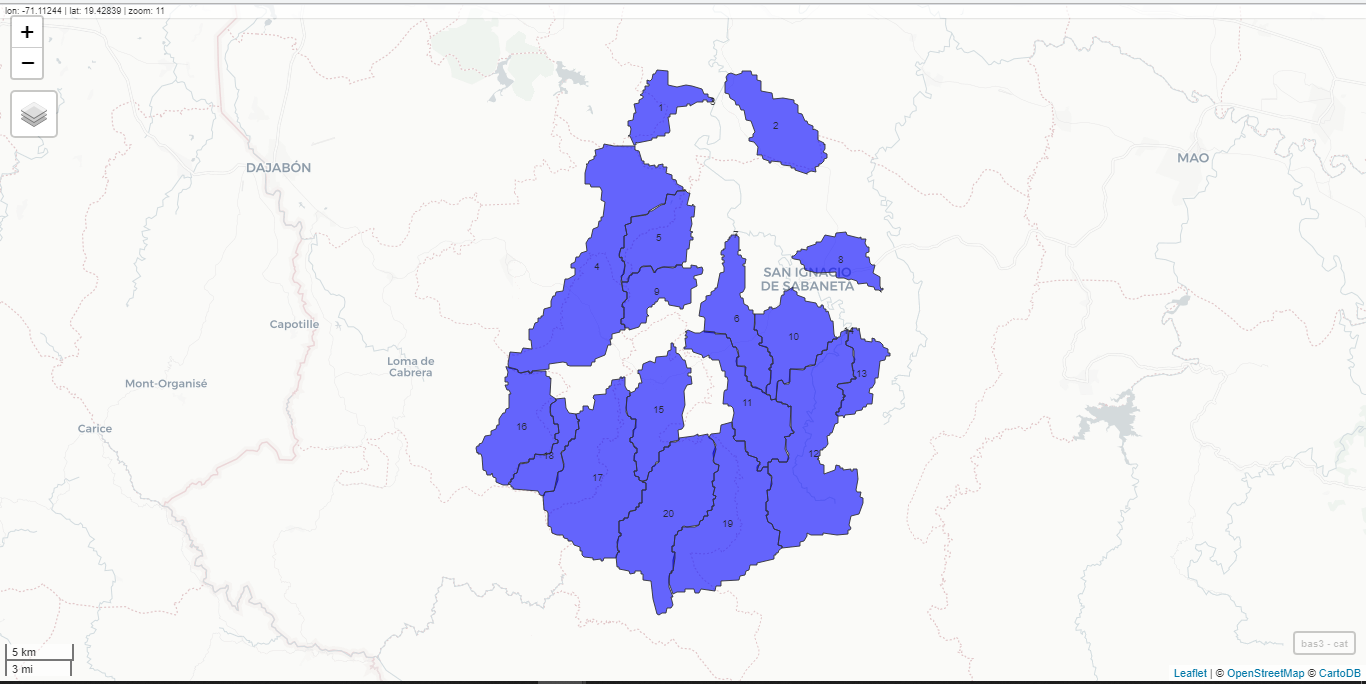 lon: -71.11244 | lat: 19.42839 | zoom: 11
+
−
1
3
2
MAO
DAJABÓN
7
5
8
4
SAN IGNACIO
DE SABANETA
9
6
Capotille
14
10
Loma de
Cabrera
13
Mont-Organisé
11
15
Carice
16
18
12
17
20
19
bas3 - cat
5 km
3 mi
Leaflet | © OpenStreetMap © CartoDB